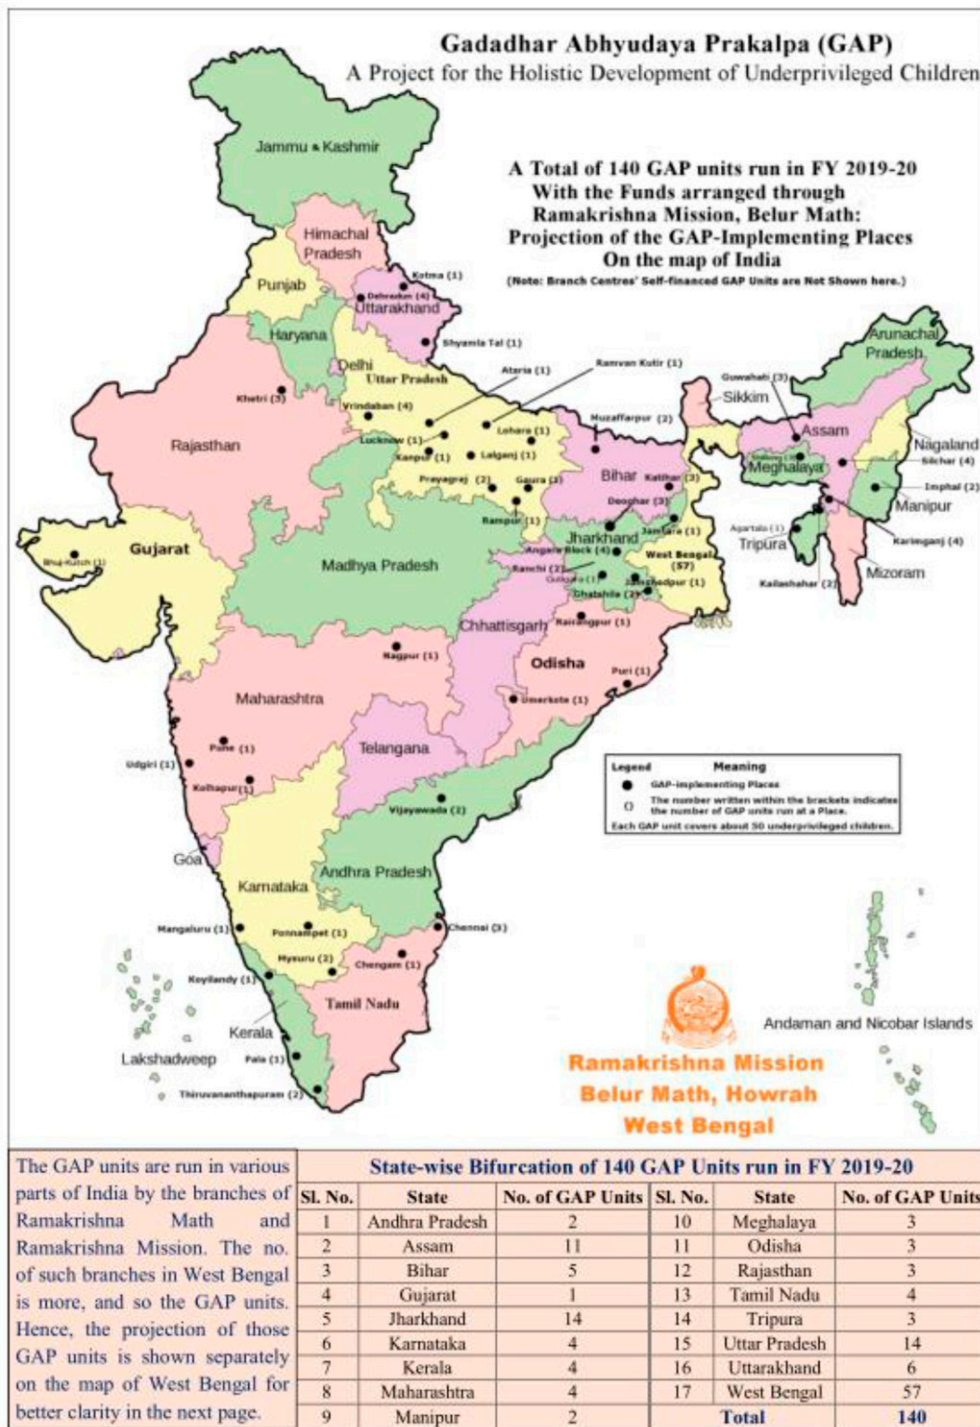 Gadadhar Abhyudaya Prakalpa (GAP)
A Project for the Holistic Development of Underprivileged Children
A Total of 140 GAP units run in FY 2019-20
With the Funds arranged through
Ramakrishna Mission, Belur Math:
Projection of the GAP-Implementing Places
On the map of India
(Note: Branch Centres' Self-financed GAP Units are Not Shown here.)
Jammu & Kashmir
Himachal
Pradesh
Punjab
Kotma (1)
Dehradun (4)
Uttarakhand
Haryana
Shyamla Tal (1)
Delhi
Uttar Pradesh
Ataria (1)
Ramvan Kutir (1)
Arunachal
Pradesh
Guwahati (3)
Sikkim
Khetri (3)
Vrindaban (4)
Muzaffarpur (2)
Assam
Rajasthan
Lucknow (1)
Lohara (1)
Nagaland
Kanpur (1)
Lalganj (1)
Meghalaya
Silchar (4)
Bihar
Katihar (3)
Prayagraj (2)
Gaura (1)
Imphal (2)
Deoghar (3)
Manipur
Rampur (1)
Jamtara (1)
Agartala (1)
Tripura
Karimganj (4)
Jharkhand
Gujarat
Angara Block (4)
West Bengal
(57)
Bhuj-Kutch (1)
Madhya Pradesh
Ranchi (2)
Mizoram
Jamshedpur (1)
Kailashahar (2)
Ghatshila (2)
Chhattisgarh
Rairangpur (1)
Nagpur (1)
Odisha
Puri (1)
Maharashtra
Umerkote (1)
Telangana
Pune (1)
Udgiri (1)
Kolhapur(1)
Vijayawada (2)
Legend Meaning
GAP-implementing Places
() The number written within the brackets indicates
the number of GAP units run at a Place.
Each GAP unit covers about 50 underprivileged children.
Goa
Andhra Pradesh
Karnataka
Mangaluru (1)
Ponnampet (1)
Chennai (3)
Mysuru (2)
Chengam (1)
Koyilandy (1)
Tamil Nadu
Kerala
Lakshadweep
Pala (1)
Thiruvananthapuram (2)
Andaman and Nicobar Islands
Ramakrishna Mission
Belur Math, Howrah
West Bengal
The GAP units are run in various
parts of India by the branches of
Ramakrishna Math and
Ramakrishna Mission. The no.
of such branches in West Bengal
is more, and so the GAP units.
Hence, the projection of those
GAP units is shown separately
on the map of West Bengal for
better clarity in the next page.
State-wise Bifurcation of 140 GAP Units run in FY 2019-20
Sl. No. State No. of GAP Units Sl. No. State No. of GAP Units
1 Andhra Pradesh 2 10 Meghalaya 3
2 Assam 11 11 Odisha 3
3 Bihar 5 12 Rajasthan 3
4 Gujarat 1 13 Tamil Nadu 4
5 Jharkhand 14 14 Tripura 3
6 Karnataka 4 15 Uttar Pradesh 14
7 Kerala 4 16 Uttarakhand 6
8 Maharashtra 4 17 West Bengal 57
9 Manipur 2 Total 140